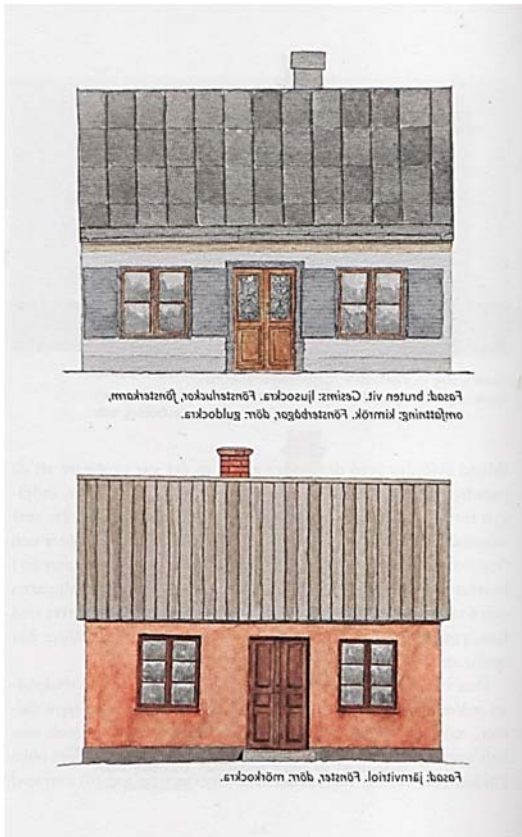 Fasad: bruten vit. Gesims: ljusockra. Fönsterluckor, fönsterkarm,
omfattning: kimrök. Fönsterbågar, dörr: guldockra.
Fasad: järnvitriol. Fönster, dörr: mörkockra.